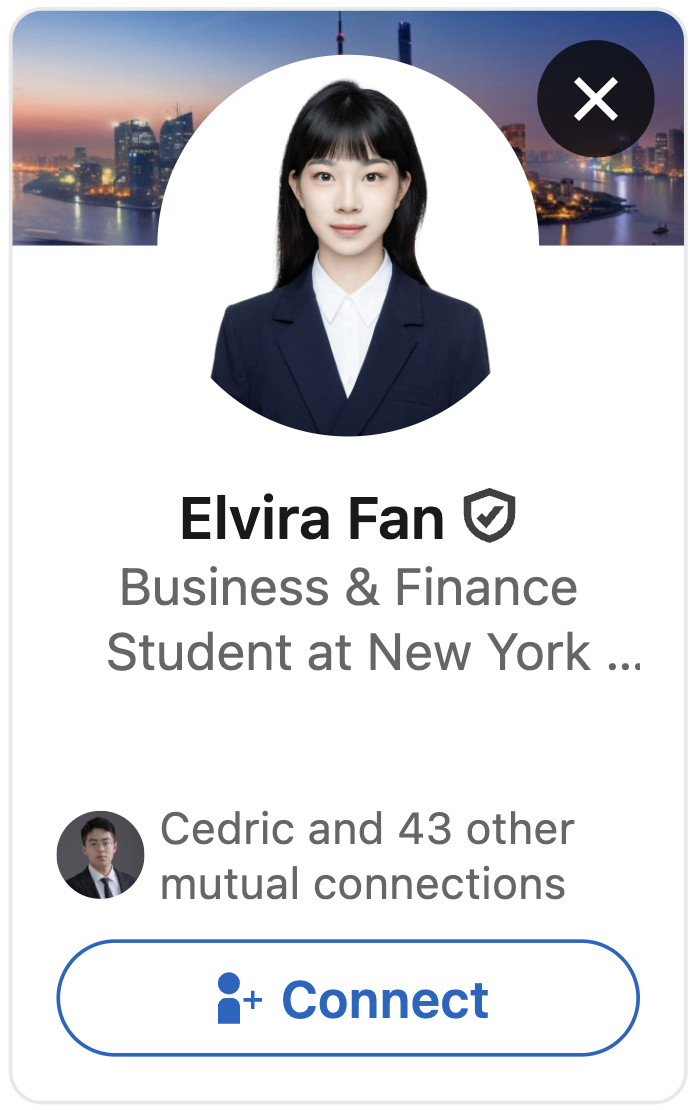 Elvira Fan
Business & Finance
Student at New York ...
Cedric and 43 other
mutual connections
Connect